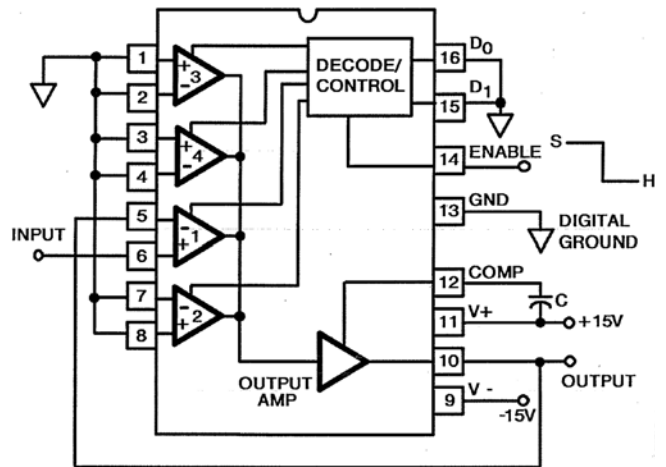 1
2
3
4
5
6
7
8
+
-
3
+
-
4
-
+
1
-
+
2
DECODE/
CONTROL
16
D0
15
D1
14
ENABLE
S
H
13
GND
DIGITAL
GROUND
INPUT
12
COMP
C
11
V+
+15V
10
OUTPUT
OUTPUT
AMP
9
V -
-15V